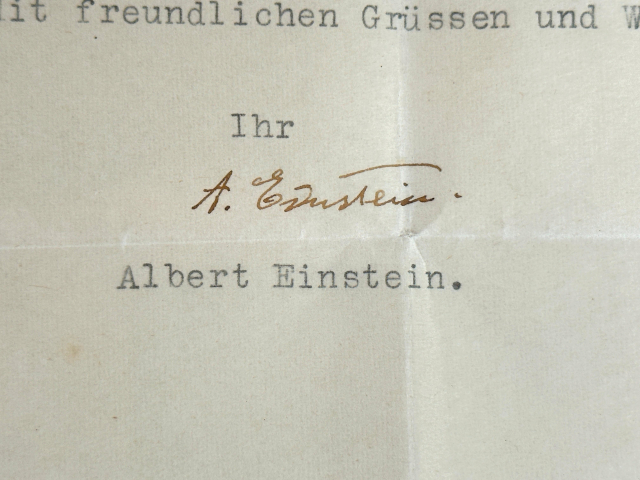 freundlichen Grüssen und
Ihr
A. Einstein.
Albert Einstein.